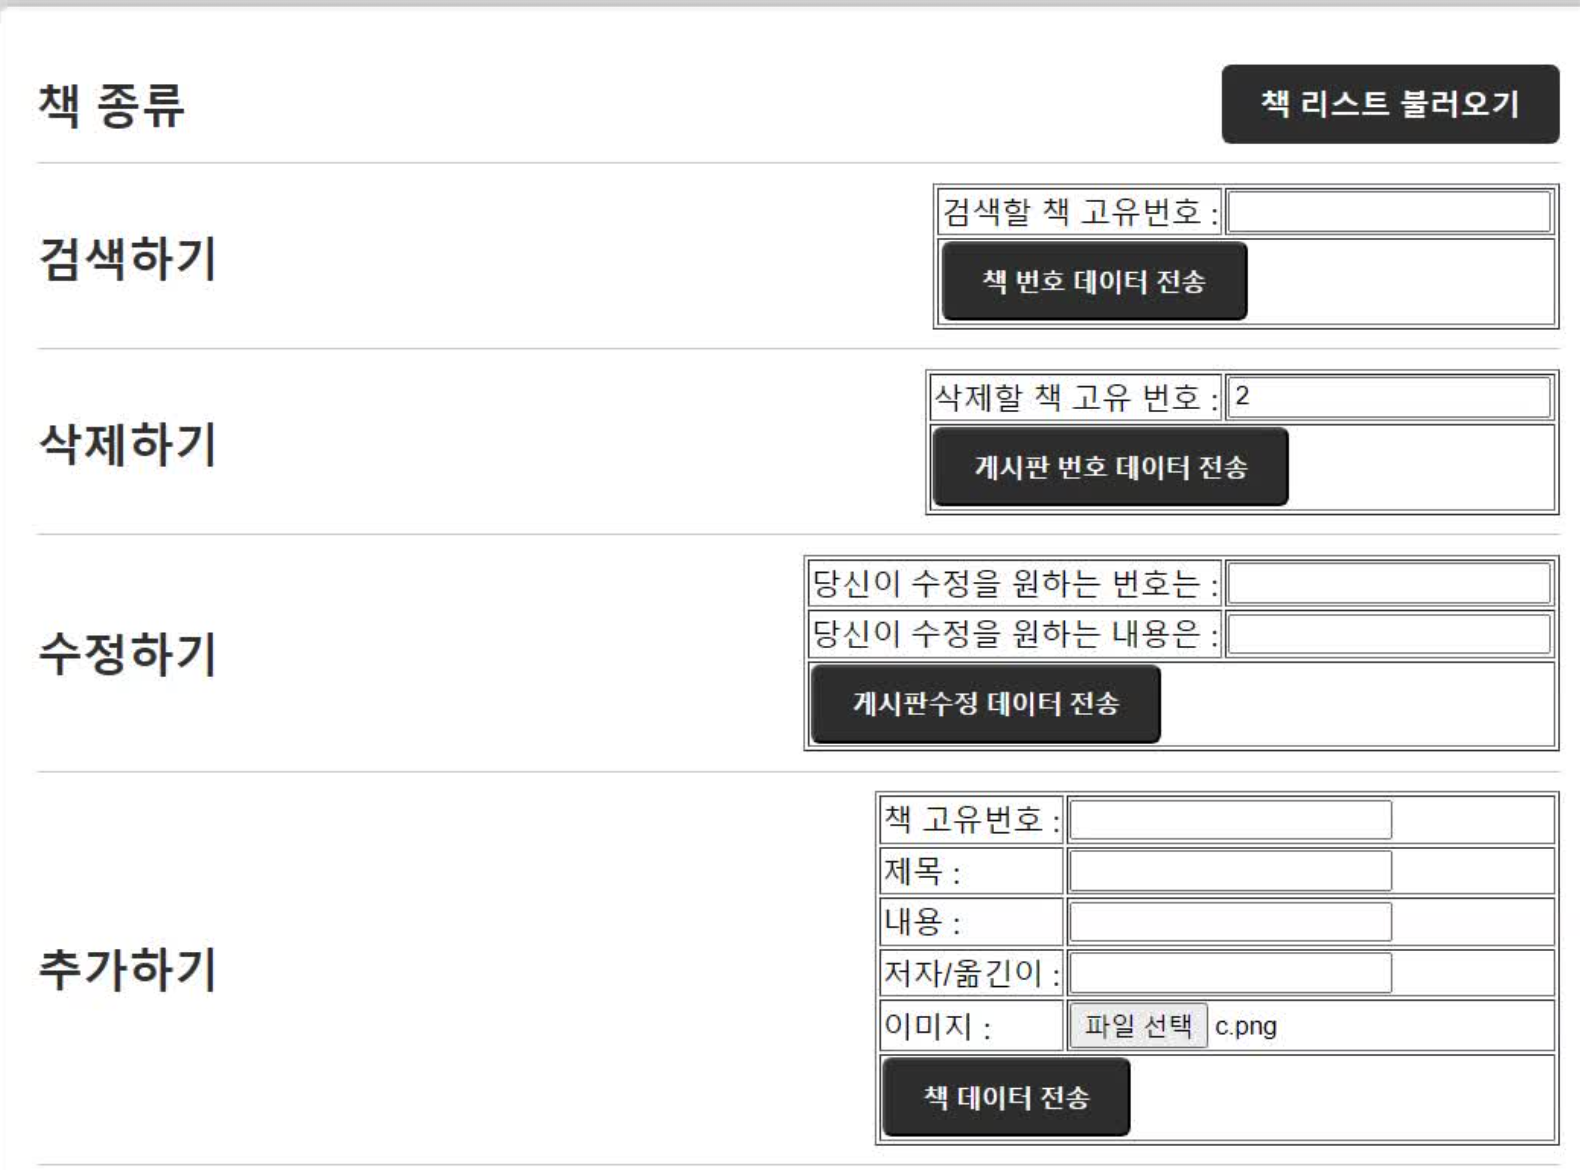 책 종류
책 리스트 불러오기
검색하기
검색할 책 고유번호 :
책 번호 데이터 전송
삭제하기
삭제할 책 고유 번호 : 2
게시판 번호 데이터 전송
수정하기
당신이 수정을 원하는 번호는 :
당신이 수정을 원하는 내용은 :
게시판수정 데이터 전송
추가하기
책 고유번호 :
제목 :
내용 :
저자/옮긴이 :
이미지 : 파일 선택 c.png
책 데이터 전송